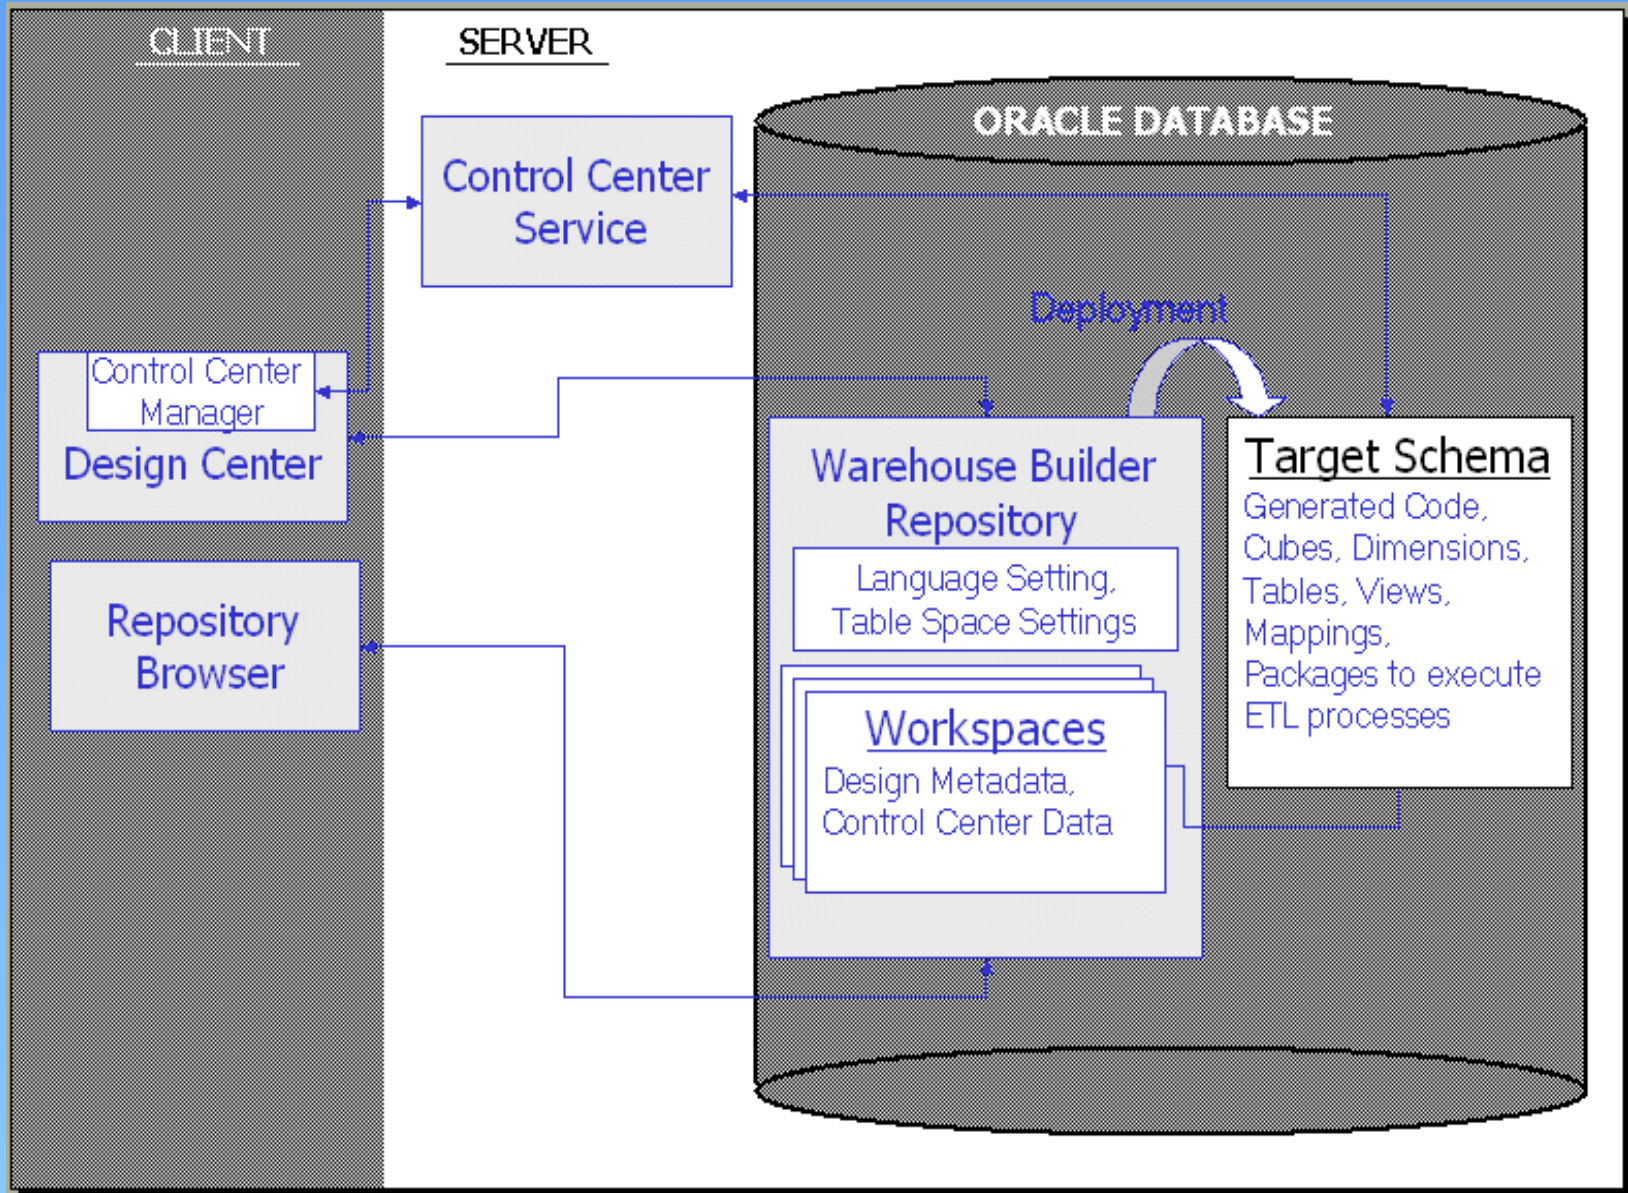 CLIENT
SERVER
ORACLE DATABASE
Control Center
Service
Deployment
Control Center
Manager
Design Center
Repository
Browser
Warehouse Builder
Repository
Language Setting,
Table Space Settings
Workspaces
Design Metadata,
Control Center Data
Target Schema
Generated Code,
Cubes, Dimensions,
Tables, Views,
Mappings,
Packages to execute
ETL processes